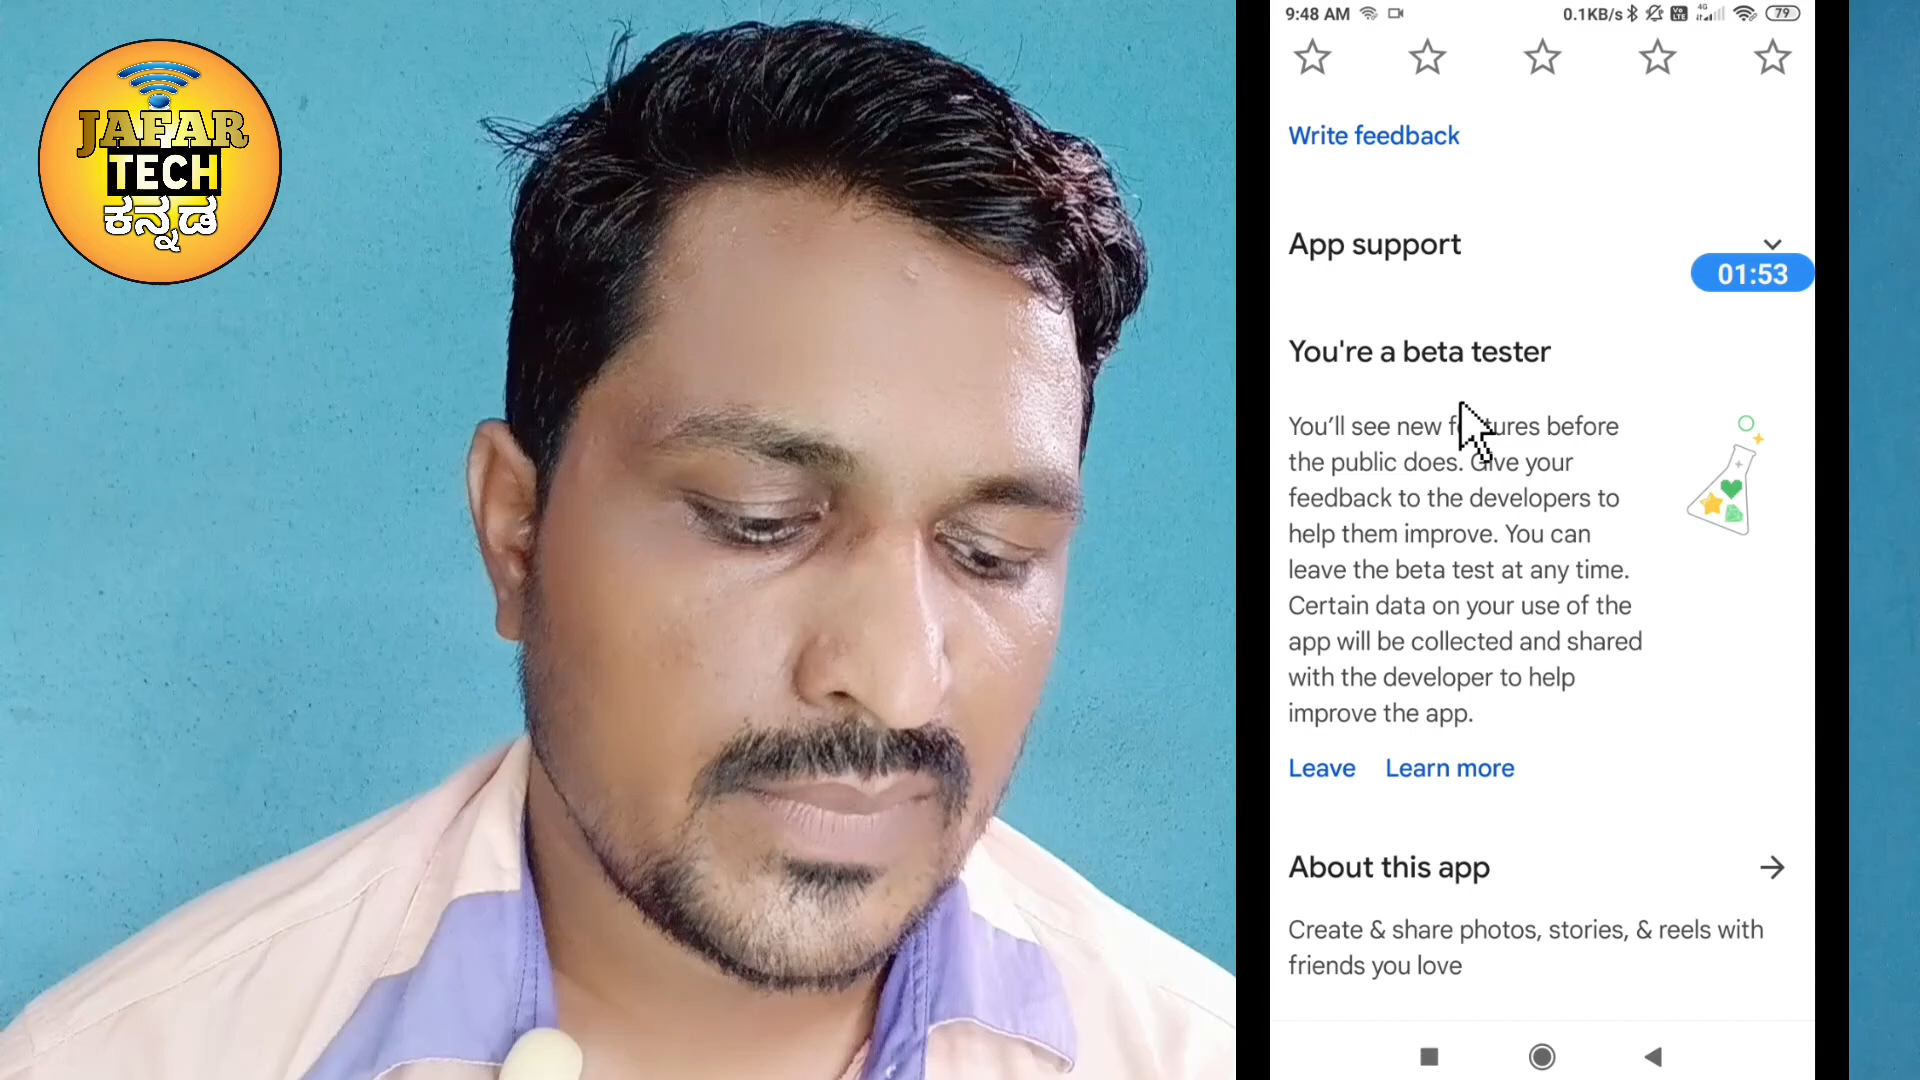 JAFAR
TECH
ಕನ್ನಡ
9:48 AM
0.1KB/s
Vo
LTE
4G
79
Write feedback
App support
01:53
You're a beta tester
You’ll see new features before
the public does. Give your
feedback to the developers to
help them improve. You can
leave the beta test at any time.
Certain data on your use of the
app will be collected and shared
with the developer to help
improve the app.
Leave Learn more
About this app
Create & share photos, stories, & reels with
friends you love